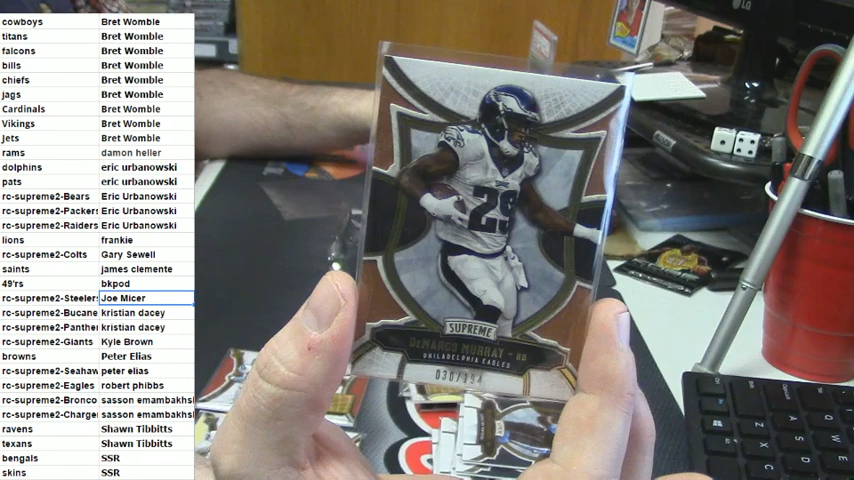 cowboys Bret Womble
titans Bret Womble
falcons Bret Womble
bills Bret Womble
chiefs Bret Womble
jags Bret Womble
Cardinals Bret Womble
Vikings Bret Womble
Jets Bret Womble
rams damon heller
dolphins eric urbanowski
pats eric urbanowski
rc-supreme2-Bears Eric Urbanowski
rc-supreme2-Packers Eric Urbanowski
rc-supreme2-Raiders Eric Urbanowski
lions frankie
rc-supreme2-Colts Gary Sewell
saints james clemente
49'rs bkpod
rc-supreme2-Steelers Joe Micer
rc-supreme2-Bucane kristian dacey
rc-supreme2-Panther kristian dacey
rc-supreme2-Giants Kyle Brown
browns Peter Elias
rc-supreme2-Seahaw peter elias
rc-supreme2-Eagles robert phibbs
rc-supreme2-Bronco sasson emambakhsh
rc-supreme2-Charge sasson emambakhsh
ravens Shawn Tibbitts
texans Shawn Tibbitts
bengals SSR
skins SSR
29
SUPREME
DeMARCO MURRAY - RB
PHILADELPHIA EAGLES
030/194
LG